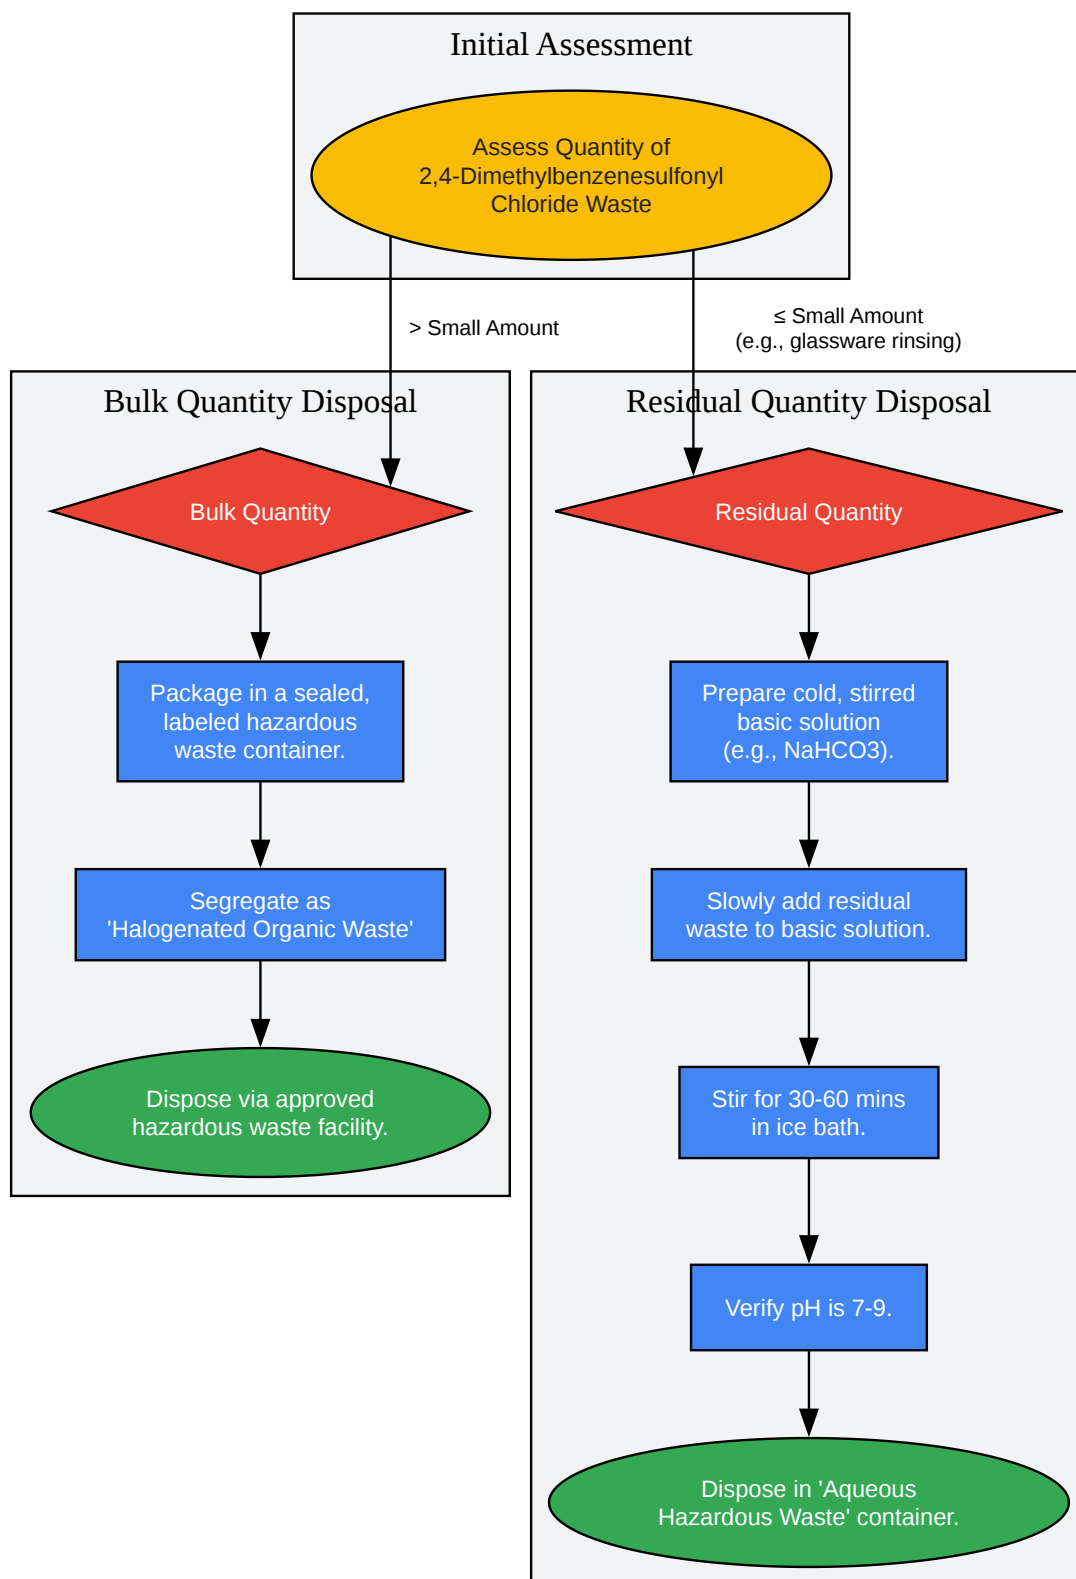 Initial Assessment
Assess Quantity of
2,4-Dimethylbenzenesulfonyl
Chloride Waste
> Small Amount
≤ Small Amount
(e.g., glassware rinsing)
Bulk Quantity Disposal
Bulk Quantity
Package in a sealed,
labeled hazardous
waste container.
Segregate as
'Halogenated Organic Waste'
Dispose via approved
hazardous waste facility.
Residual Quantity Disposal
Residual Quantity
Prepare cold, stirred
basic solution
(e.g., NaHCO3).
Slowly add residual
waste to basic solution.
Stir for 30-60 mins
in ice bath.
Verify pH is 7-9.
Dispose in 'Aqueous
Hazardous Waste' container.